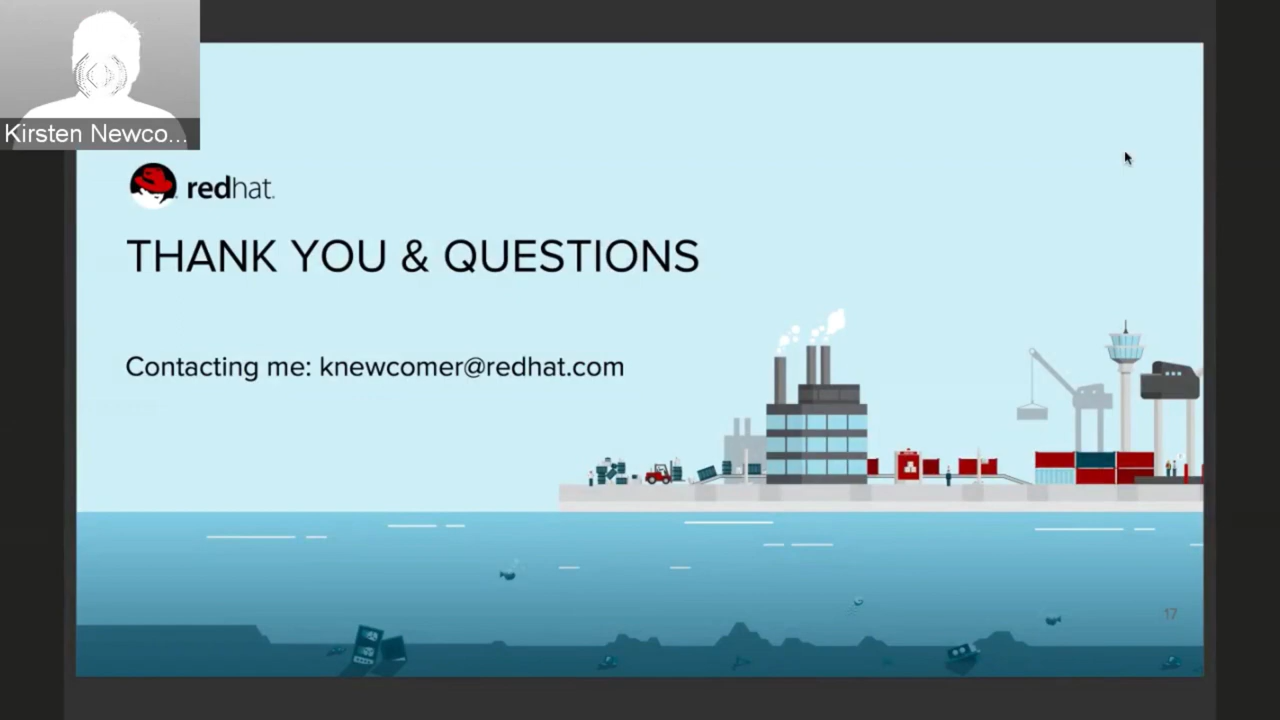 Kirsten Newco...
redhat.
THANK YOU & QUESTIONS
Contacting me: knewcomer@redhat.com
17